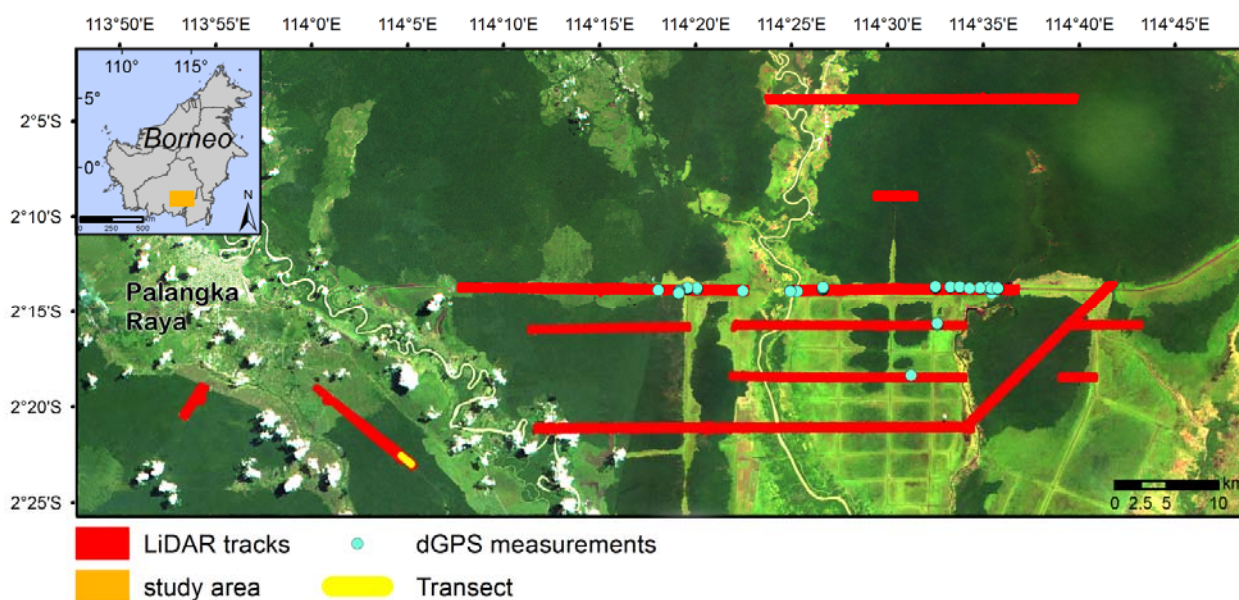 113°50'E 113°55'E 114°0'E 114°5'E 114°10'E 114°15'E 114°20'E 114°25'E 114°30'E 114°35'E 114°40'E 114°45'E
110° 115°
5°
Borneo
0°
N
km
0 250 500
2°5'S
2°10'S
2°15'S
2°20'S
2°25'S
Palangka
Raya
km
0 2.5 5 10
LiDAR tracks
dGPS measurements
study area
Transect